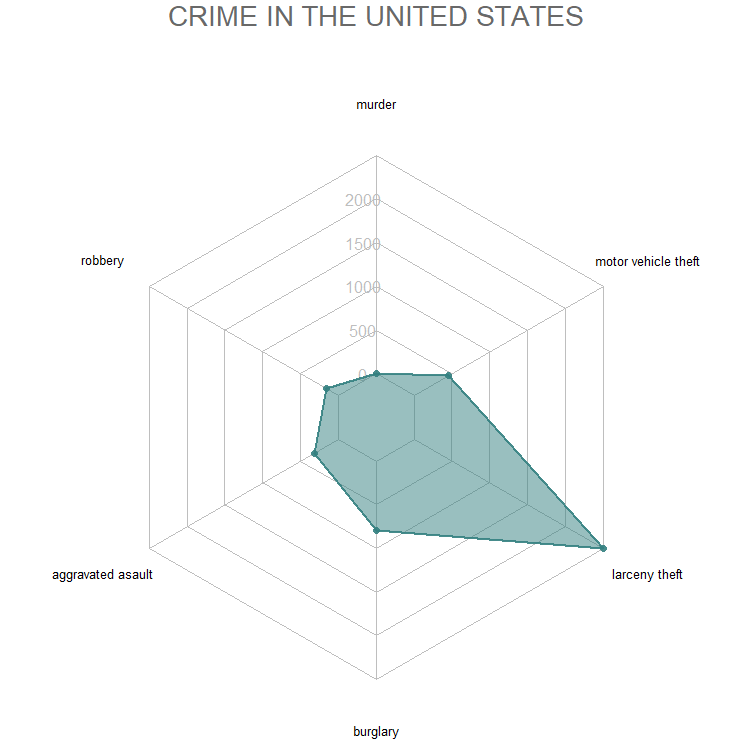 CRIME IN THE UNITED STATES
murder
2000
1500
1000
500
0
robbery
motor vehicle theft
aggravated asault
larceny theft
burglary